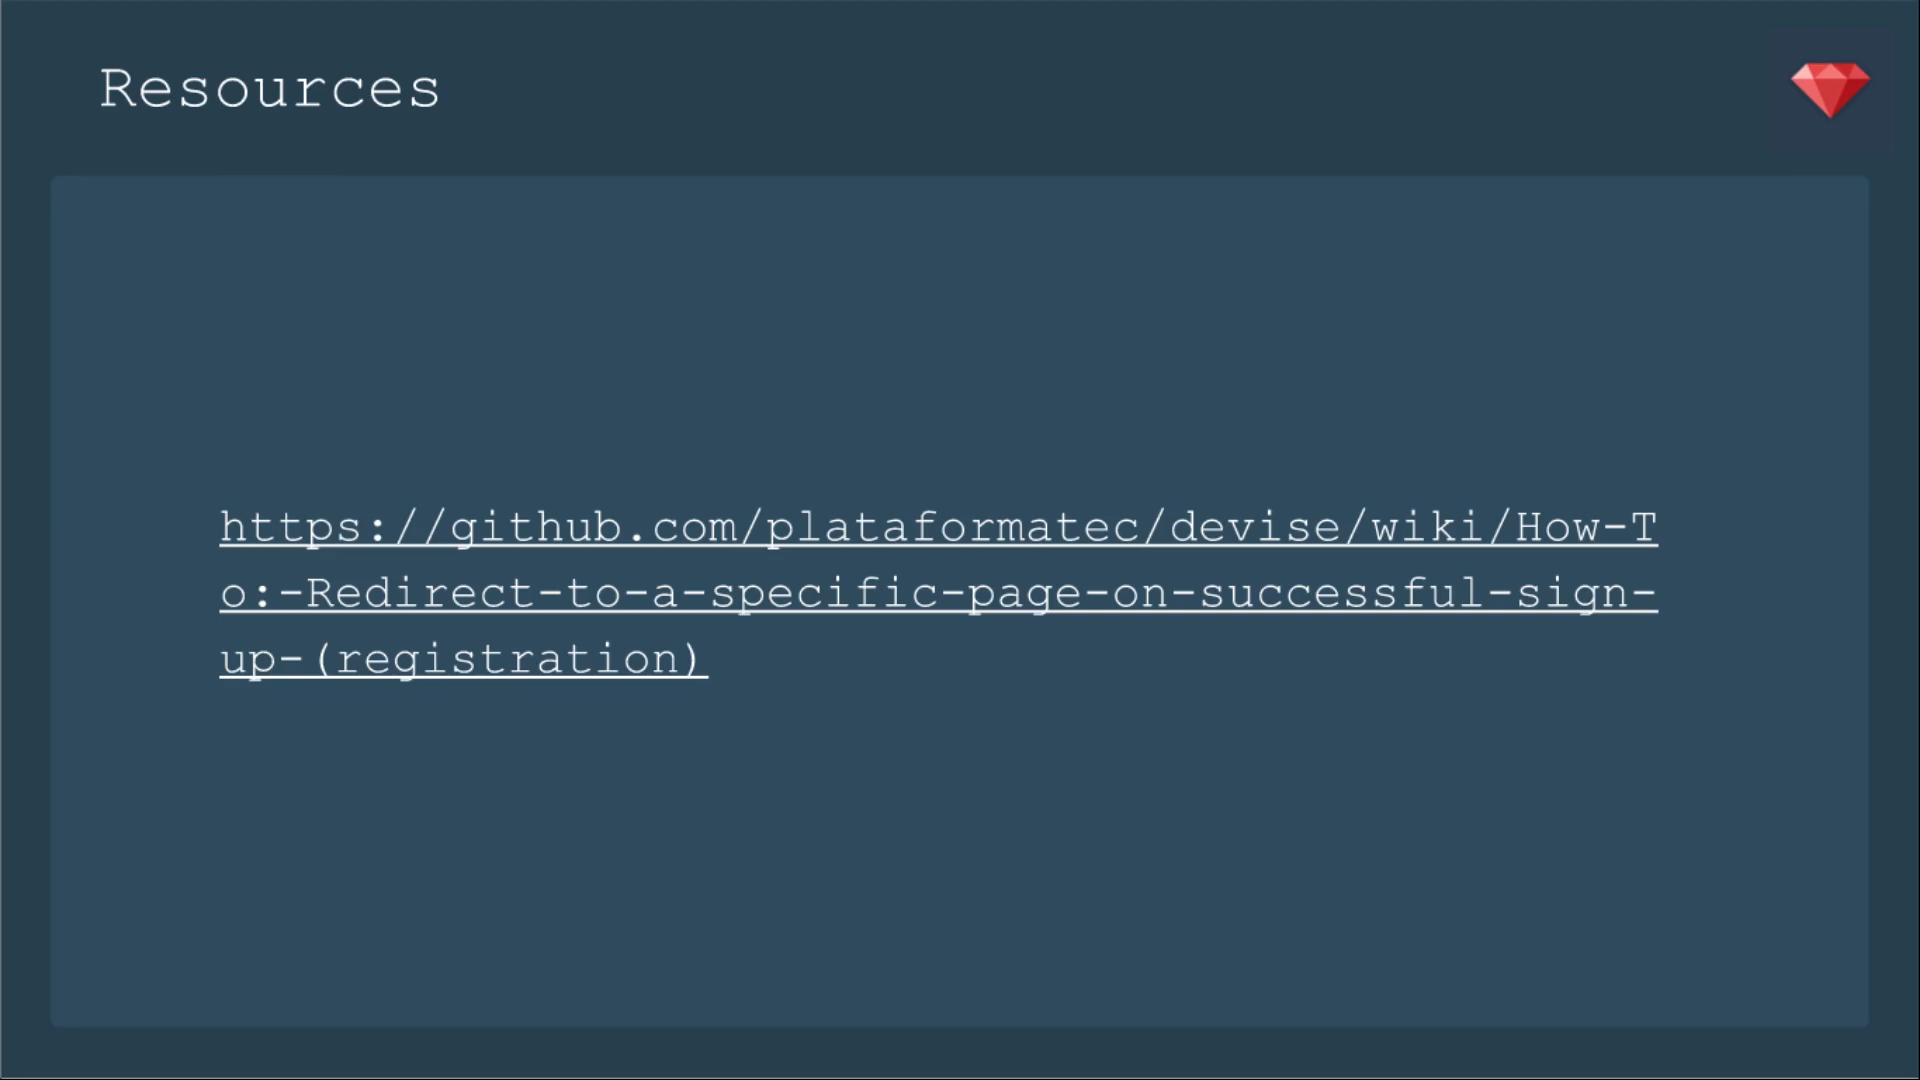 Resources
https://github.com/plataformatec/devise/wiki/How-T
o:-Redirect-to-a-specific-page-on-successful-sign-
up-(registration)